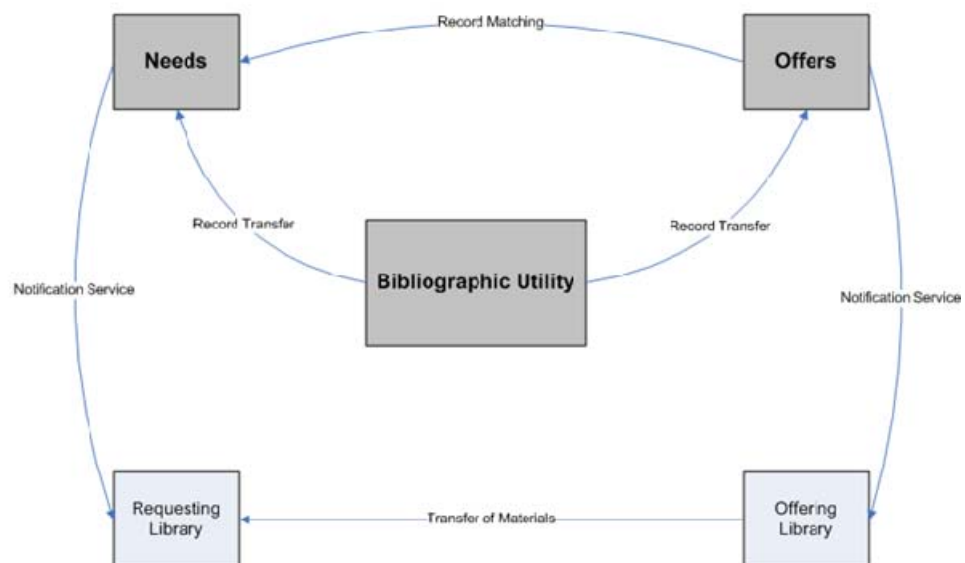 Record Matching
Needs
Offers
Record Transfer
Record Transfer
Bibliographic Utility
Notification Service
Notification Service
Requesting
Library
Transfer of Materials
Offering
Library